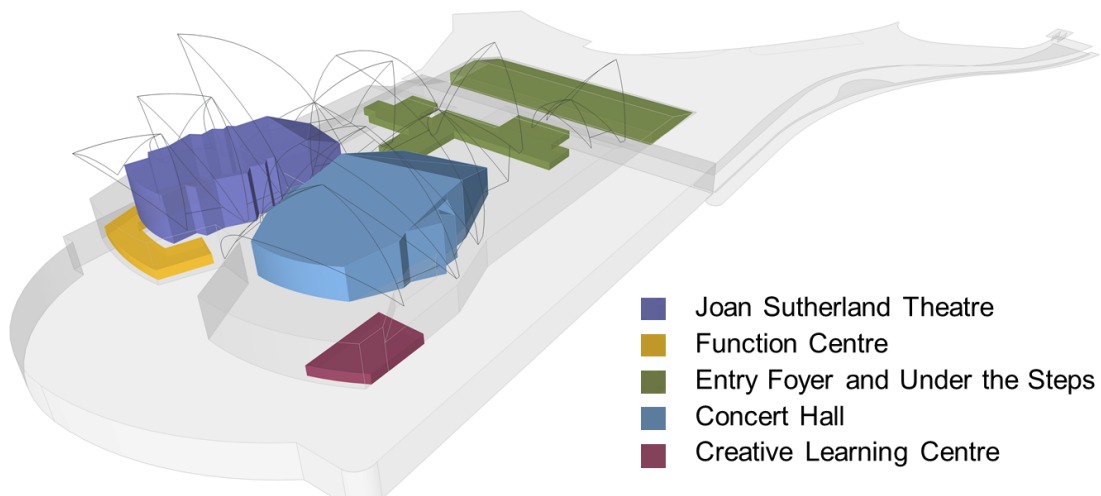 Joan Sutherland Theatre
Function Centre
Entry Foyer and Under the Steps
Concert Hall
Creative Learning Centre